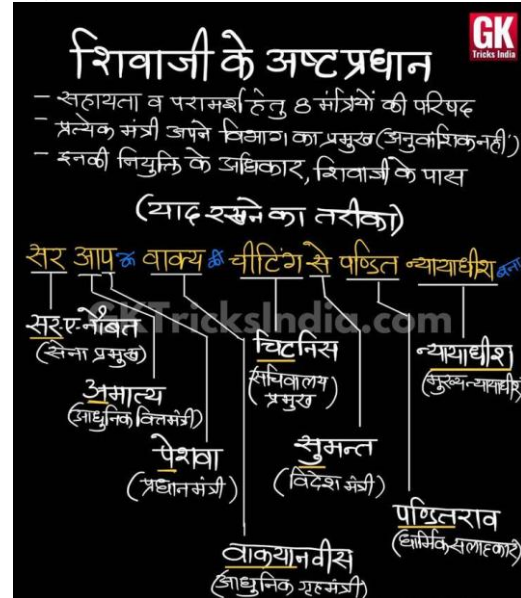 GK
Tricks India
शिवाजी के अष्टप्रधान
- सहायता व परामर्श हेतु 8 मंत्रियों की परिषद
- प्रत्येक मंत्री अपने विभाग का प्रमुख (अनुवांशिक नहीं)
- इनकी नियुक्ति के अधिकार, शिवाजी के पास
(याद रखने का तरीका)
सर आप के वाक्य की चीटिंग से पण्डित न्यायाधीश बना
GKTricksIndia.com
सर-ए-नौबत
(सेना प्रमुख)
अमात्य
(आधुनिक वित्तमंत्री)
पेशवा
(प्रधानमंत्री)
वाकयानवीस
(आधुनिक गृहमंत्री)
चिटनिस
(सचिवालय
प्रमुख)
सुमन्त
(विदेश मंत्री)
पण्डितराव
(धार्मिक सलाहकार)
न्यायाधीश
(मुख्य न्यायाधीश)